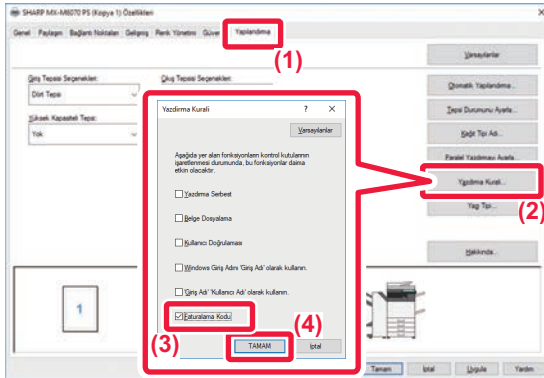 SHARP MX-M6070 PS (Kopya 1) Özellikleri
Genel Paylaşım Bağlantı Noktaları Gelişmiş Renk Yönetimi Güven Yapılandırma
(1)
Varsayılanlar
Giriş Tepsisi Seçenekleri: Çıkış Tepsisi Seçenekleri:
Dört Tepsi
Otomatik Yapılandırma...
Tepsi Durumunu Ayarla...
Yüksek Kapasiteli Tepsi:
Yok
Kağıt Tipi Adı...
Paralel Yazdırmayı Ayarla...
Yazdırma Kuralı...
(2)
Yazı Tipi...
Hakkında...
Yazdırma Kurali ? ×
Varsayılanlar
Aşağıda yer alan fonksiyonların kontrol kutularının
işaretlenmesi durumunda, bu fonksiyonlar daima
etkin olacaktır.
Yazdırma Serbest
Belge Dosyalama
Kullanıcı Doğrulaması
Windows Giriş Adını 'Giriş Adı' olarak kullanın.
'Giriş Adı' 'Kullanıcı Adı' olarak kullanın.
Faturalama Kodu
(3)
(4)
TAMAM İptal
1
Tamam İptal Uygula Yardım